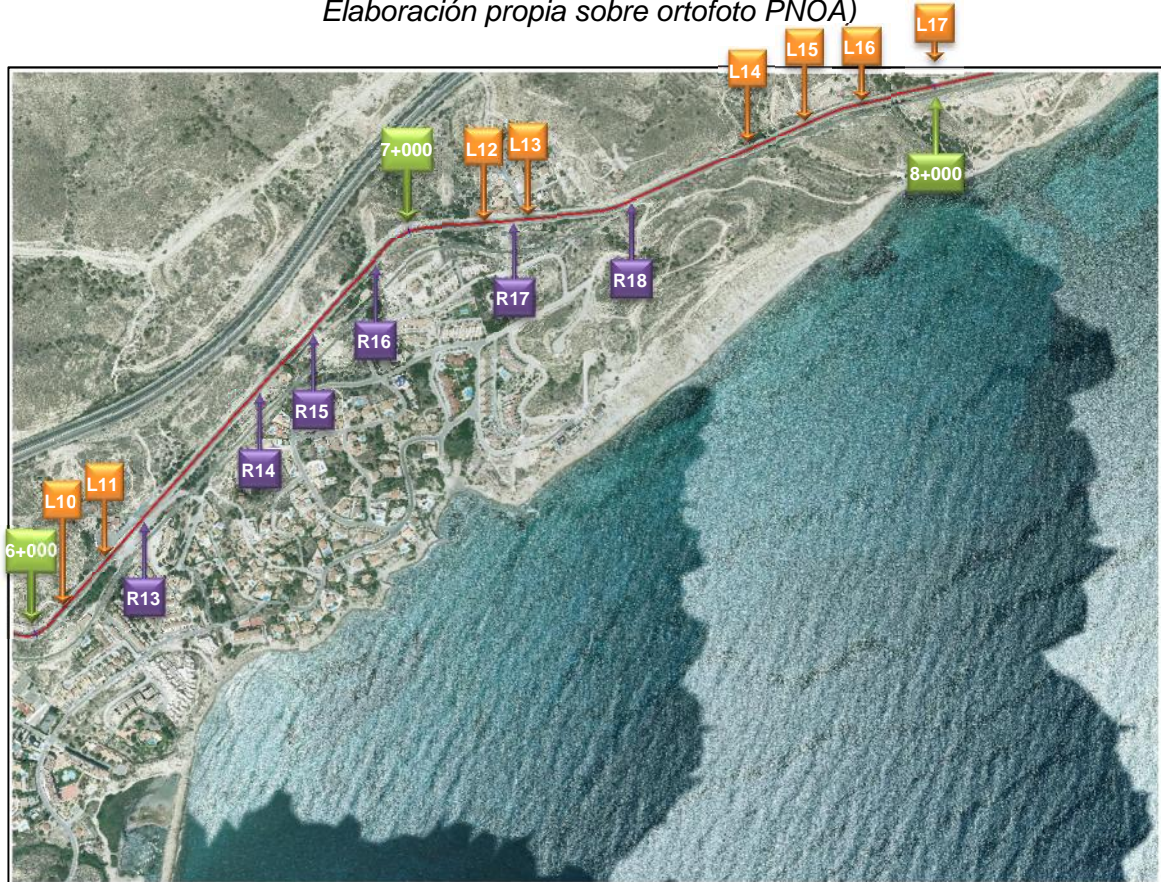 Elaboración propia sobre ortofoto PNOA)
L17
L16
L15
L14
7+000
L12
L13
8+000
R18
R17
R16
R15
R14
L11
L10
6+000
R13